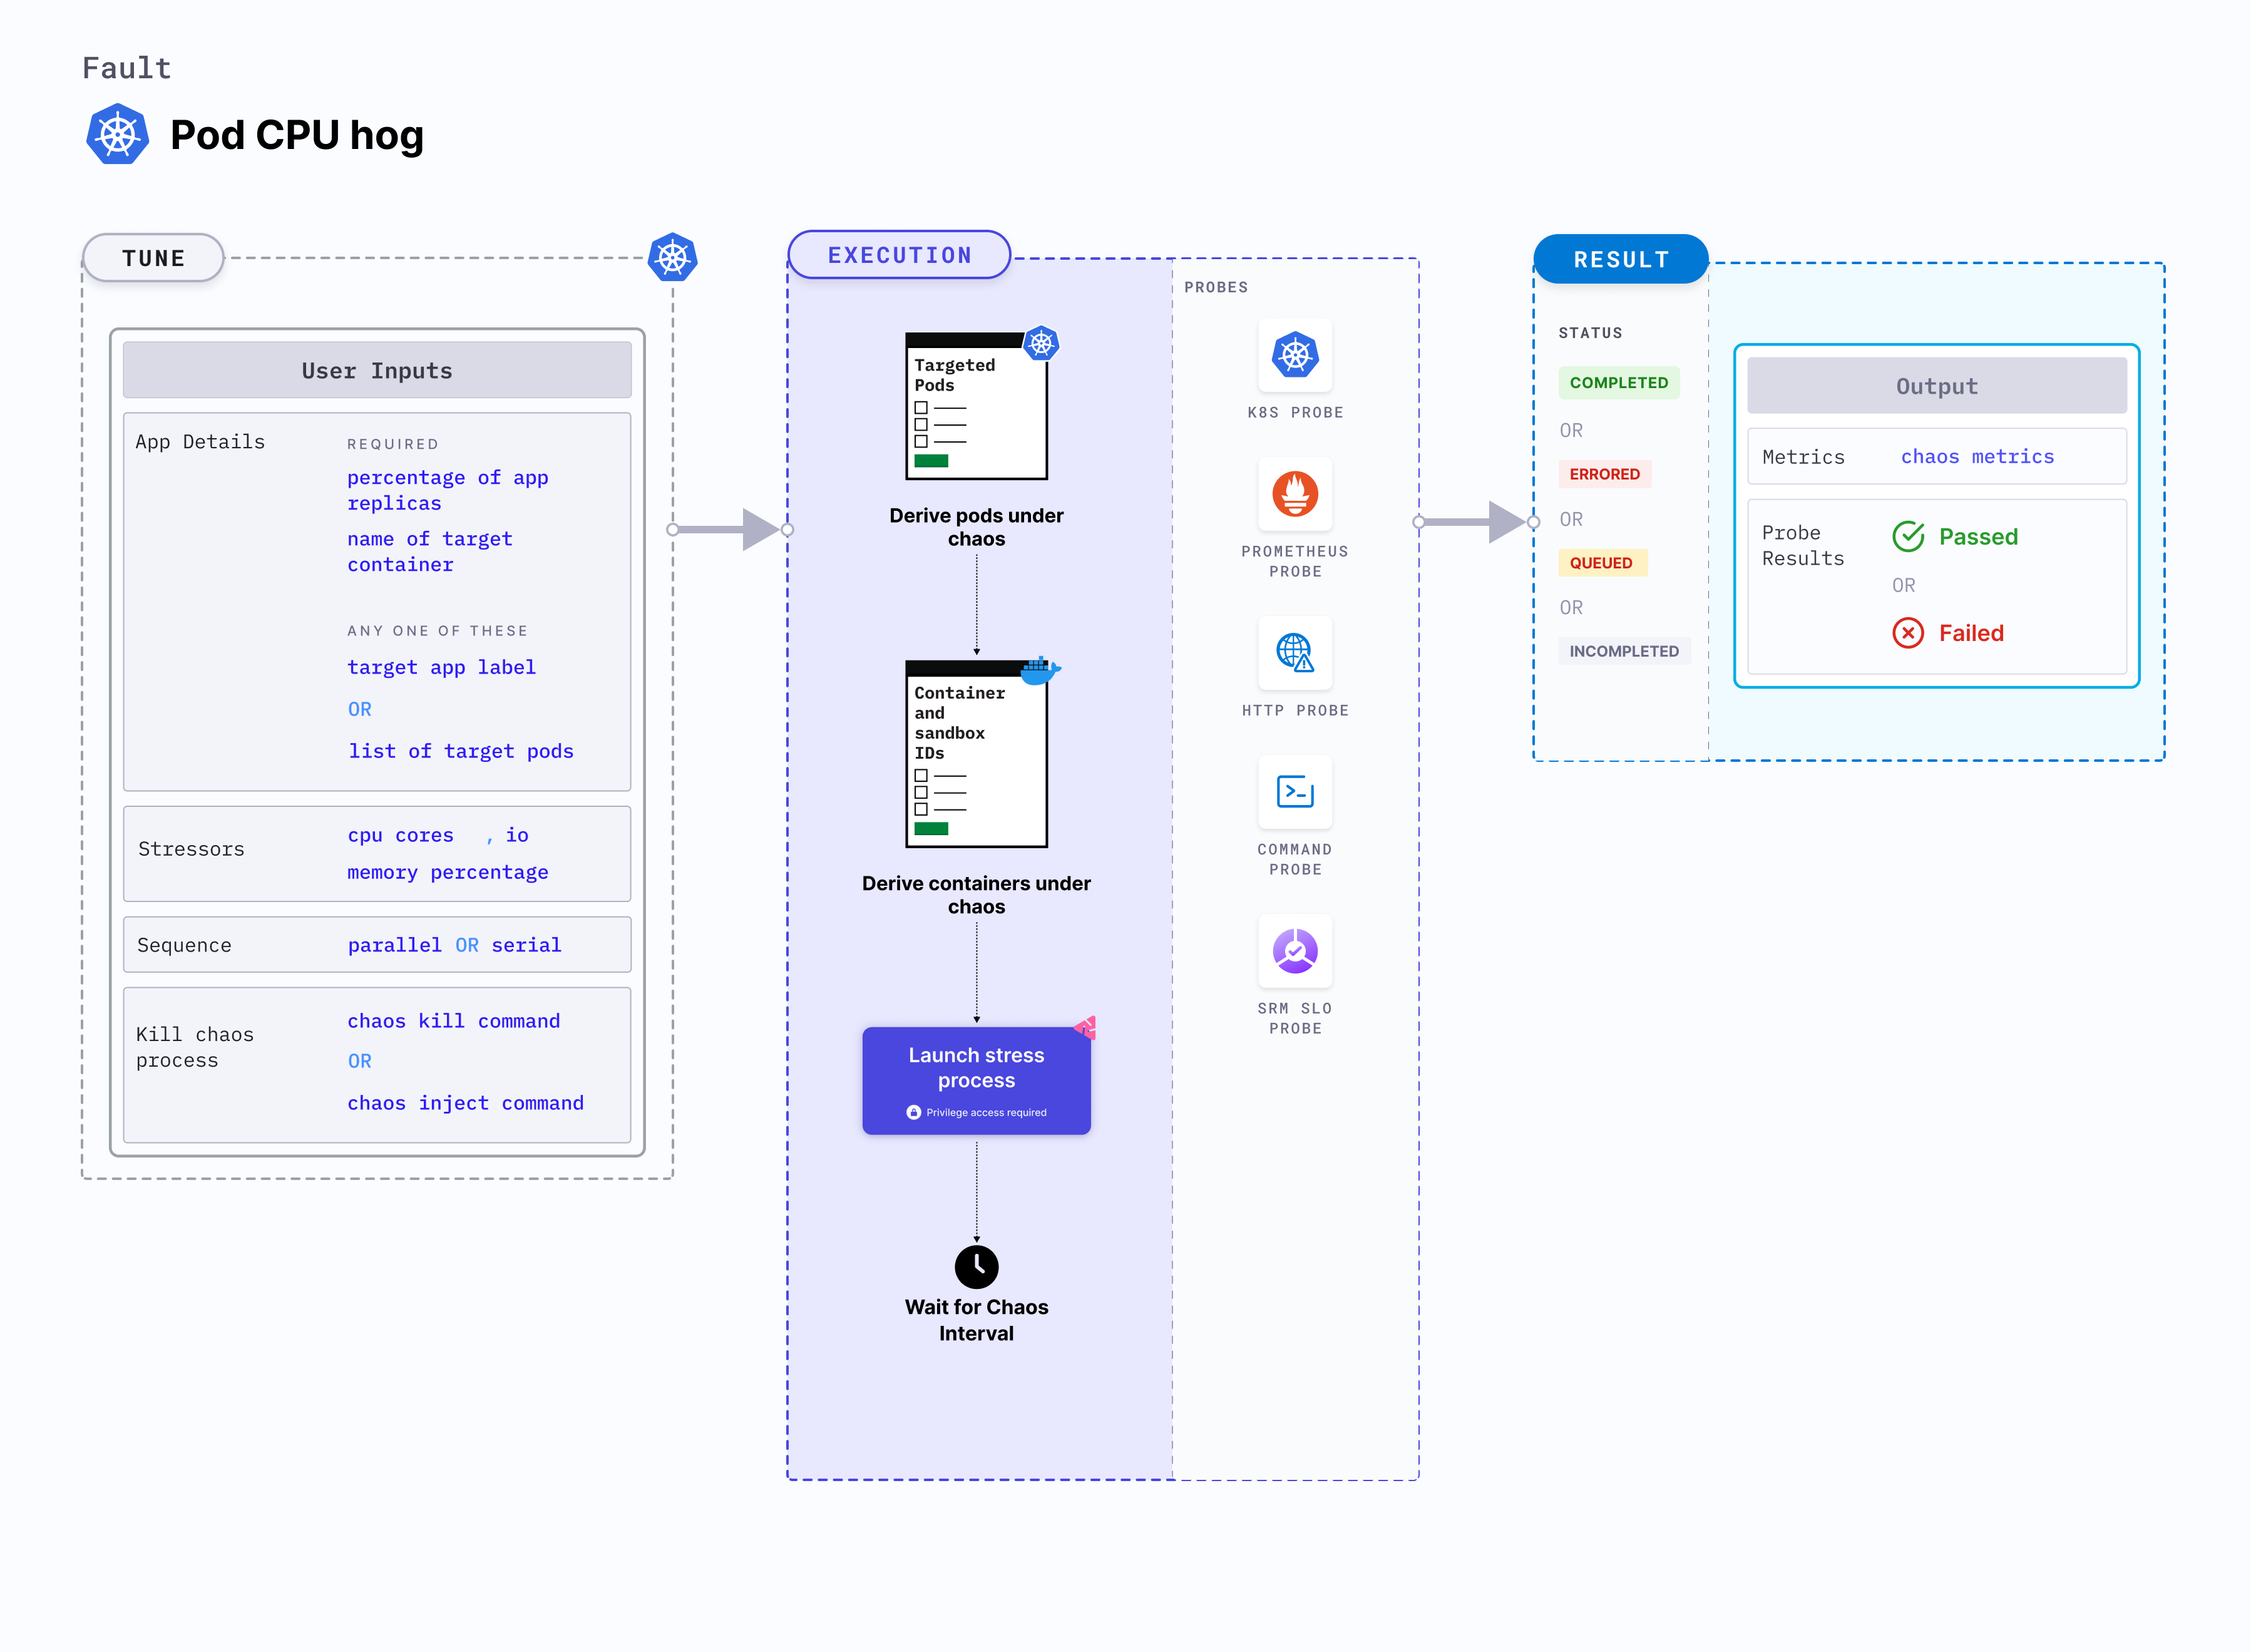 Fault
Pod CPU hog
TUNE
User Inputs
App Details
REQUIRED
percentage of app
replicas
name of target
container
ANY ONE OF THESE
target app label
OR
list of target pods
Stressors
cpu cores , io
memory percentage
Sequence
parallel OR serial
Kill chaos
process
chaos kill command
OR
chaos inject command
EXECUTION
Targeted
Pods
Derive pods under
chaos
Container
and
sandbox
IDs
Derive containers under
chaos
Launch stress
process
Privilege access required
Wait for Chaos
Interval
PROBES
K8S PROBE
PROMETHEUS
PROBE
HTTP PROBE
COMMAND
PROBE
SRM SLO
PROBE
RESULT
STATUS
COMPLETED
OR
ERRORED
OR
QUEUED
OR
INCOMPLETED
Output
Metrics
chaos metrics
Probe
Results
Passed
OR
Failed